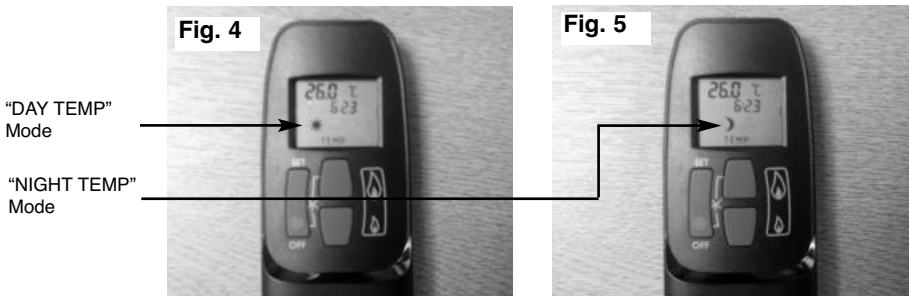 Fig. 4
Fig. 5
“DAY TEMP”
Mode
“NIGHT TEMP”
Mode
26.0 °C
6:23
TEMP
SET
OFF
26.0 °C
6:23
TEMP
SET
OFF